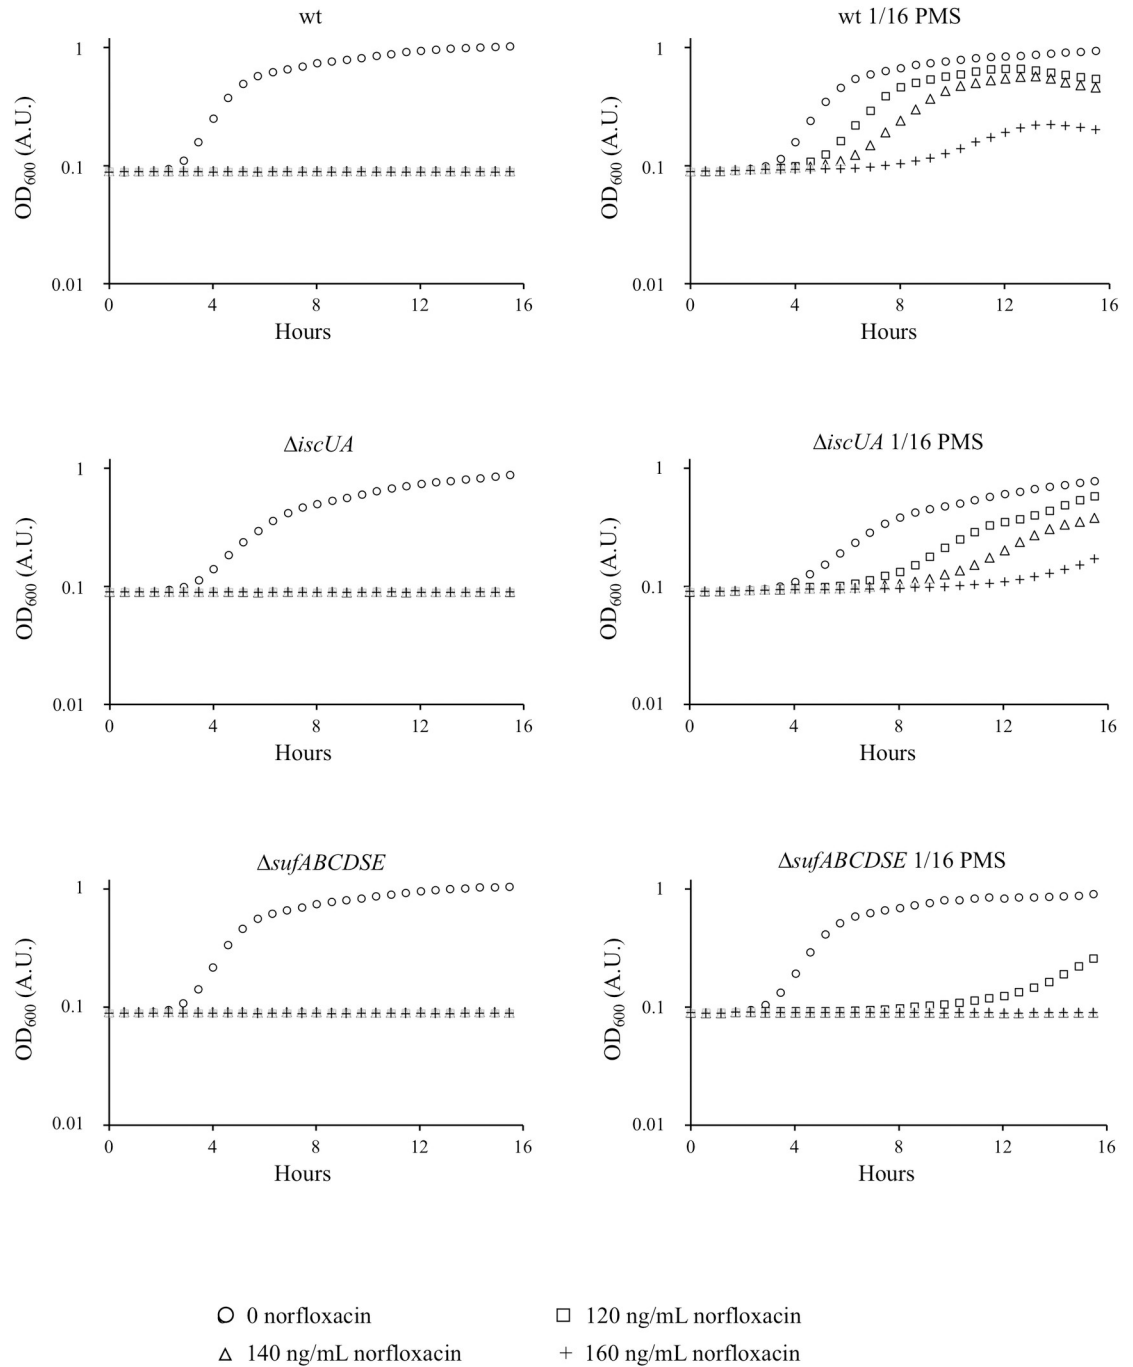 wt
1
0.1
0.01
OD600 (A.U.)
0 4 8 12 16
Hours
wt 1/16 PMS
1
0.1
0.01
OD600 (A.U.)
0 4 8 12 16
Hours
ΔiscUA
1
0.1
0.01
OD600 (A.U.)
0 4 8 12 16
Hours
ΔiscUA 1/16 PMS
1
0.1
0.01
OD600 (A.U.)
0 4 8 12 16
Hours
ΔsufABCDSE
1
0.1
0.01
OD600 (A.U.)
0 4 8 12 16
Hours
ΔsufABCDSE 1/16 PMS
1
0.1
0.01
OD600 (A.U.)
0 4 8 12 16
Hours
0 norfloxacin
120 ng/mL norfloxacin
140 ng/mL norfloxacin
160 ng/mL norfloxacin